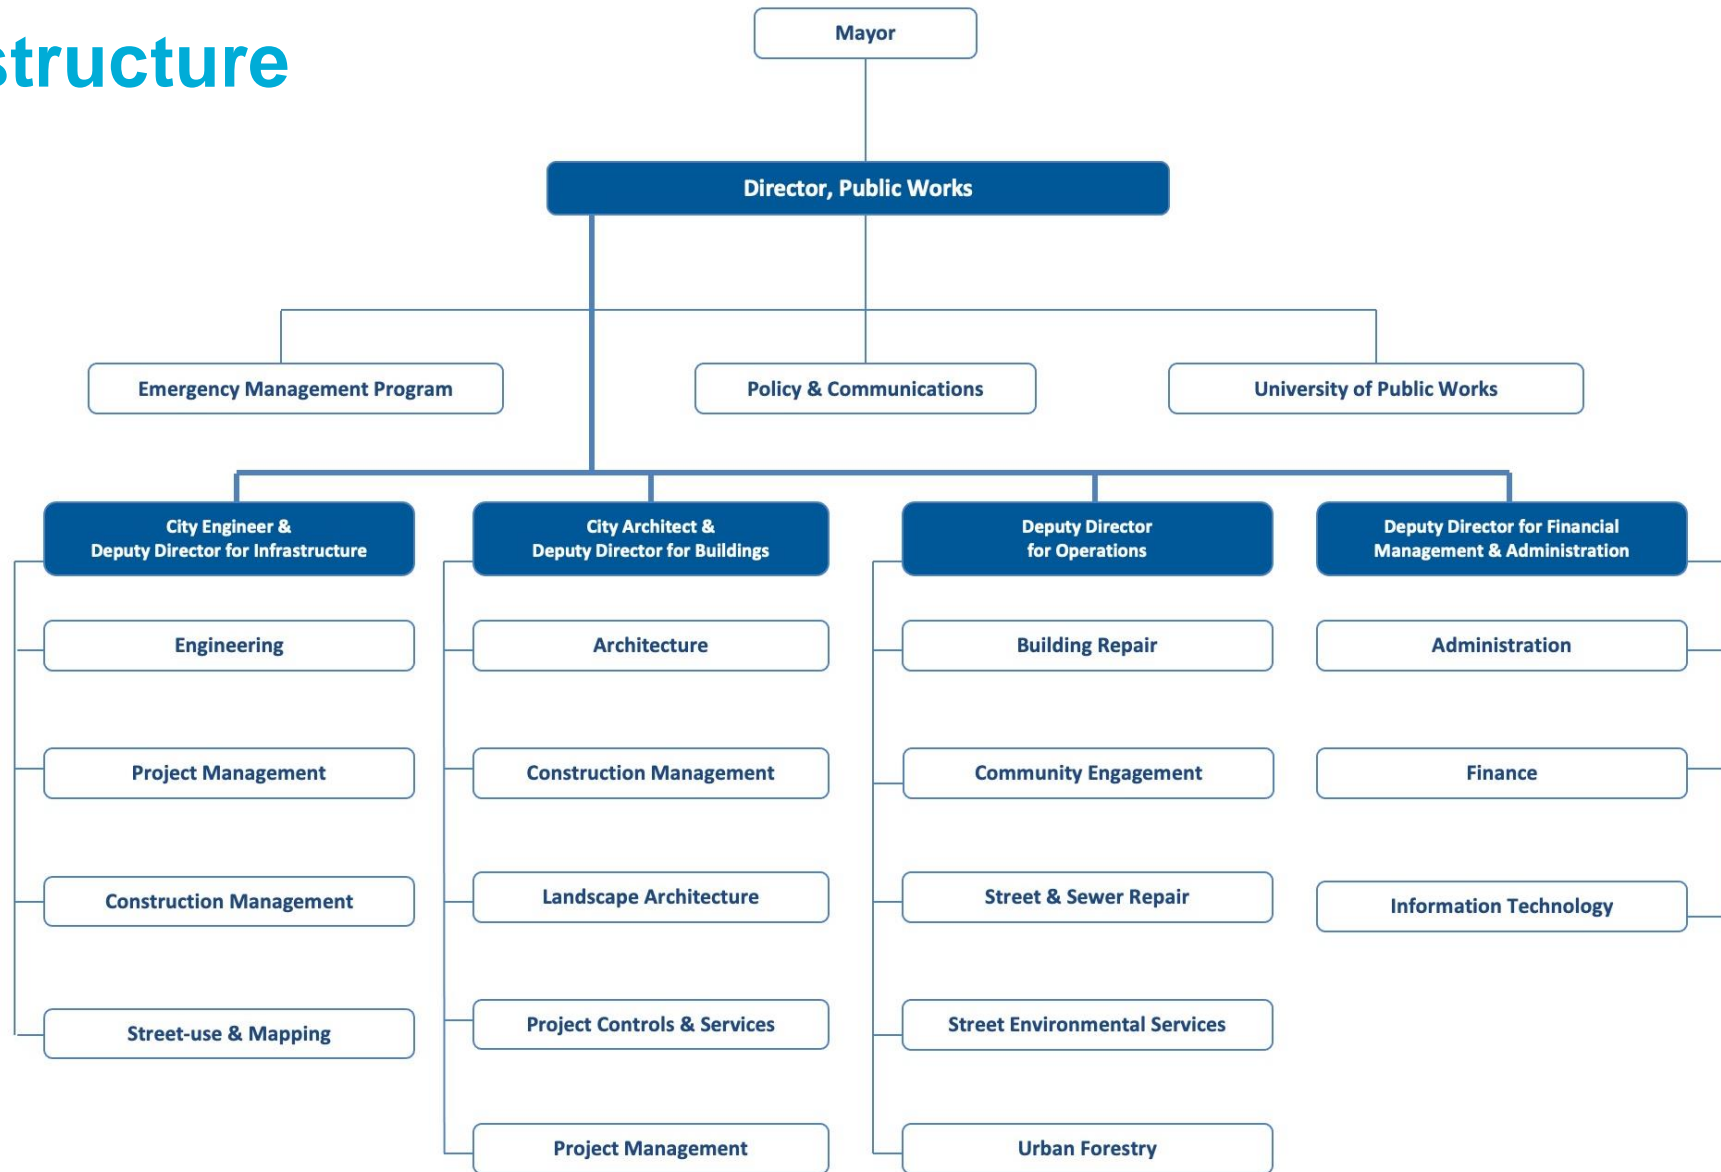 structure
Mayor
Director, Public Works
Emergency Management Program
Policy & Communications
University of Public Works
City Engineer &
Deputy Director for Infrastructure
City Architect &
Deputy Director for Buildings
Deputy Director
for Operations
Deputy Director for Financial
Management & Administration
Engineering
Architecture
Building Repair
Administration
Project Management
Construction Management
Community Engagement
Finance
Construction Management
Landscape Architecture
Street & Sewer Repair
Information Technology
Street-use & Mapping
Project Controls & Services
Street Environmental Services
Project Management
Urban Forestry